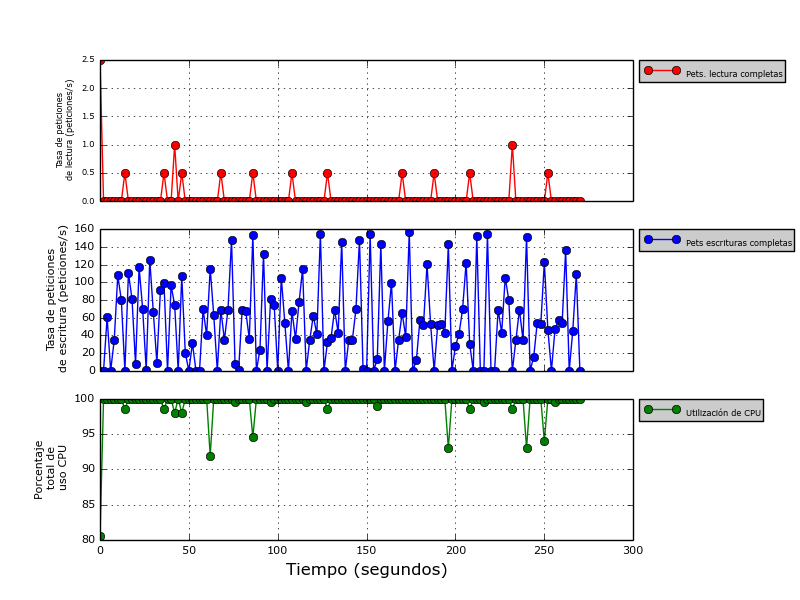 2.5
2.0
1.5
1.0
0.5
0.0
Tasa de peticiones
de lectura (peticiones/s)
Pets. lectura completas
160
140
120
100
80
60
40
20
0
Tasa de peticiones
de escritura (peticiones/s)
Pets escrituras completas
100
95
90
85
80
Porcentaje
total de
uso CPU
Utilización de CPU
0
50
100
150
200
250
300
Tiempo (segundos)